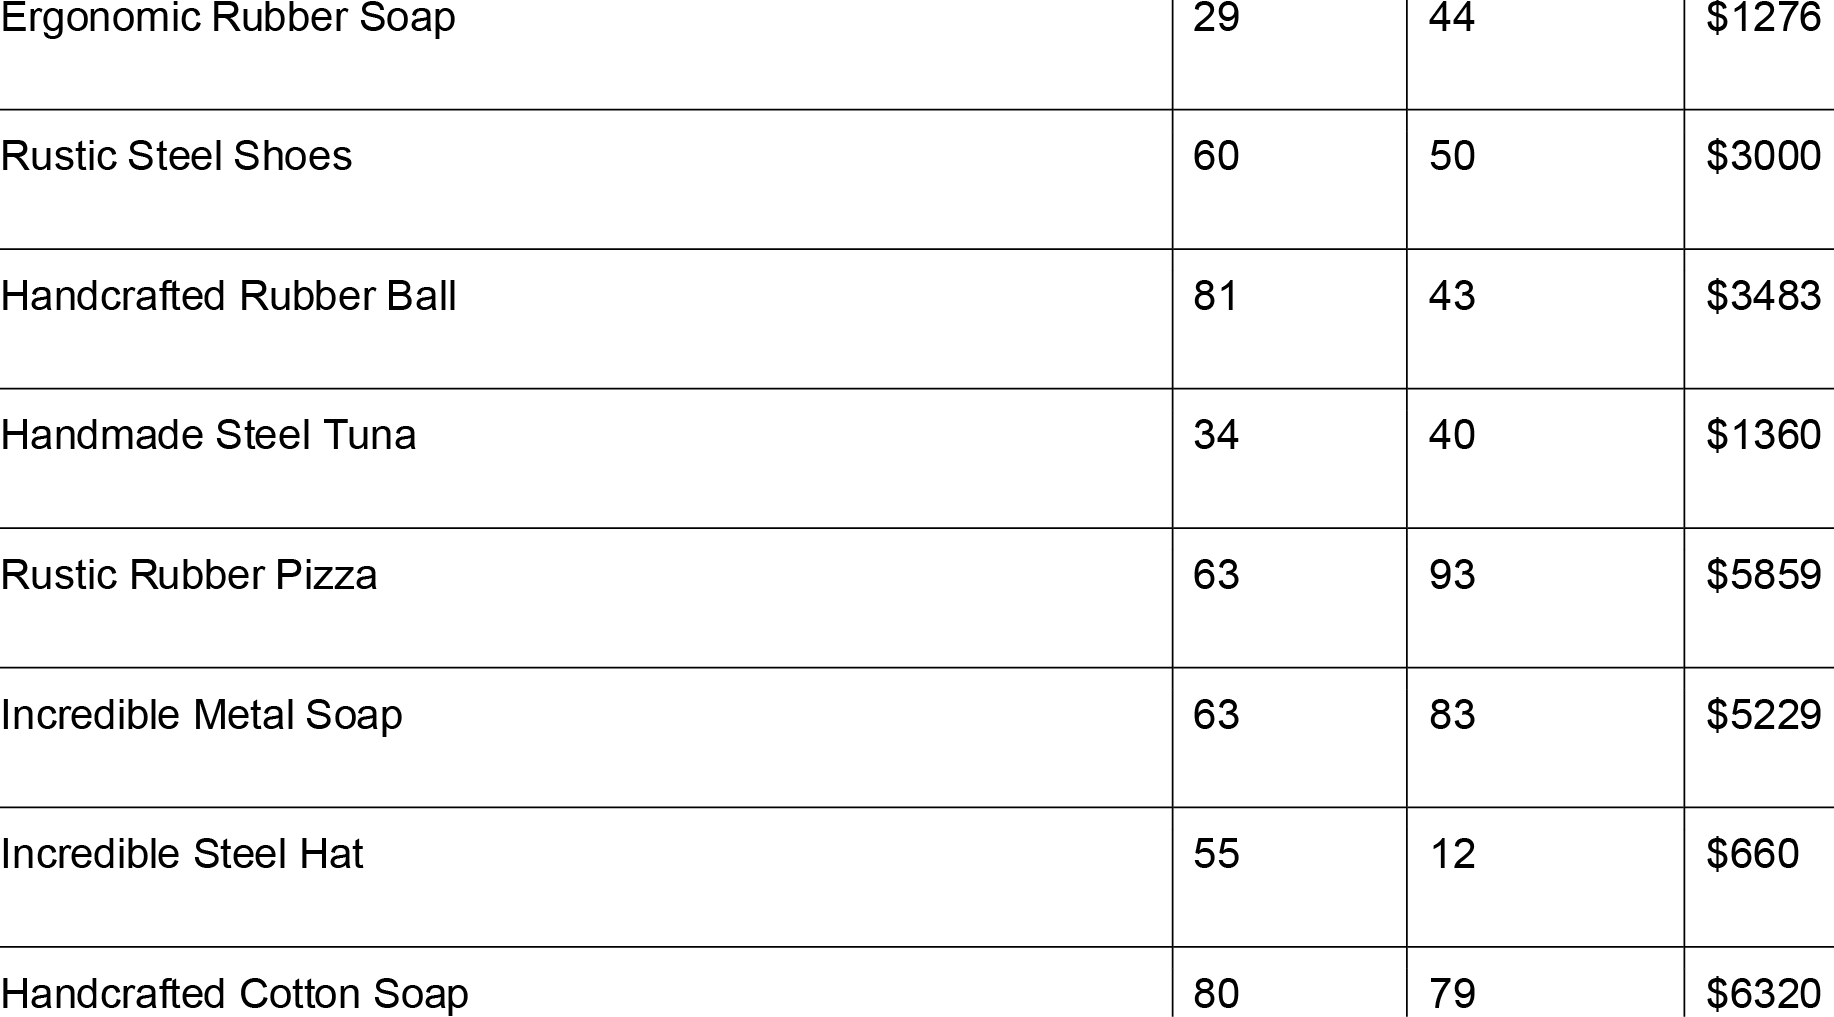 Ergonomic Rubber Soap 29 44 $1276
Rustic Steel Shoes 60 50 $3000
Handcrafted Rubber Ball 81 43 $3483
Handmade Steel Tuna 34 40 $1360
Rustic Rubber Pizza 63 93 $5859
Incredible Metal Soap 63 83 $5229
Incredible Steel Hat 55 12 $660
Handcrafted Cotton Soap 80 79 $6320